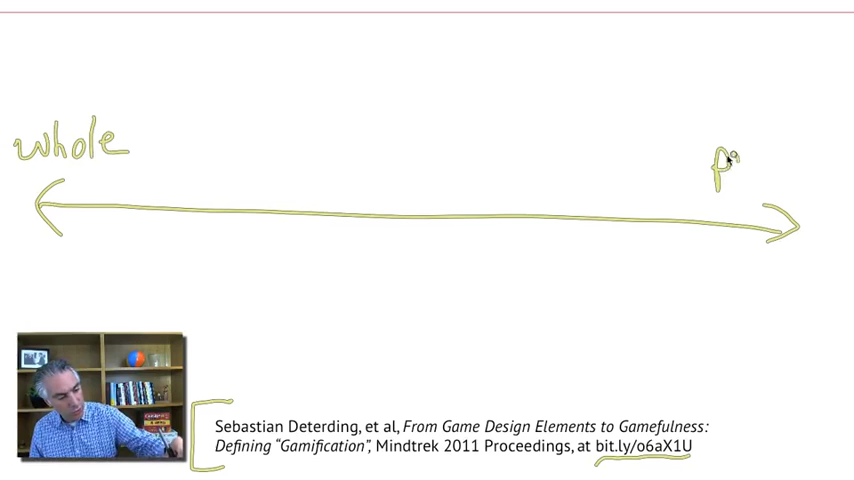 whole
p
Sebastian Deterding, et al, From Game Design Elements to Gamefulness:
Defining “Gamification”, Mindtrek 2011 Proceedings, at bit.ly/o6aX1U